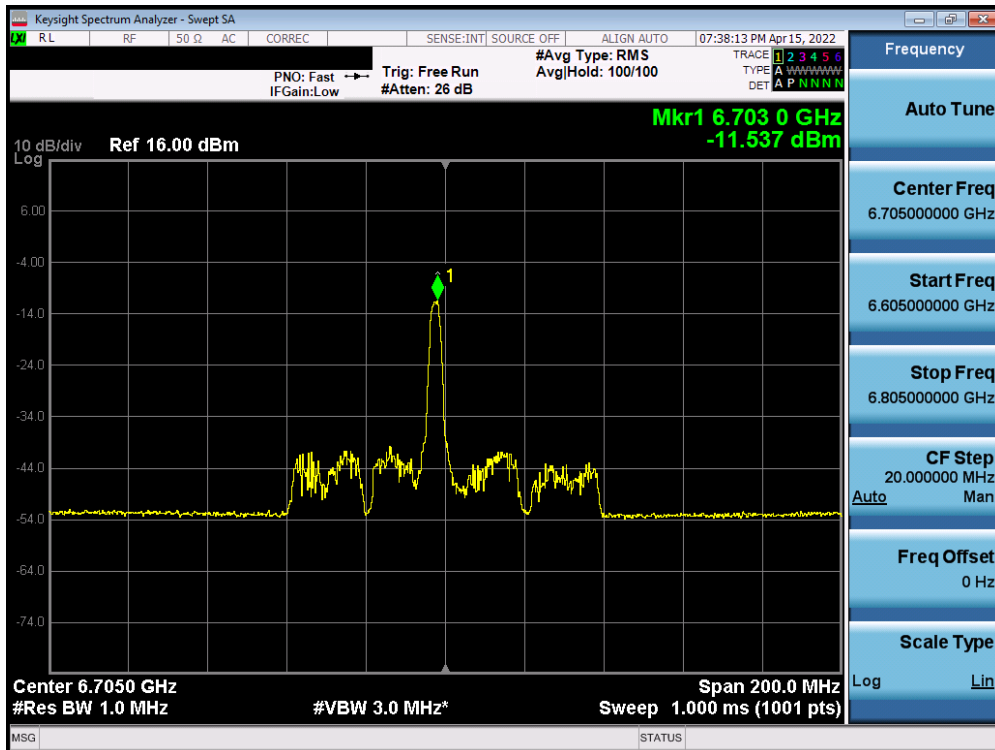 Keysight Spectrum Analyzer - Swept SA
LXI RL RF 50 Ω AC CORREC SENSE:INT SOURCE OFF ALIGN AUTO 07:38:13 PM Apr 15, 2022
PNO: Fast
IFGain:Low
Trig: Free Run
#Atten: 26 dB
#Avg Type: RMS
Avg|Hold: 100/100
TRACE 1 2 3 4 5 6
TYPE A WWWWW
DET A P N N N N
Mkr1 6.703 0 GHz
-11.537 dBm
10 dB/div Ref 16.00 dBm
Log
6.00
-4.00
1
-14.0
-24.0
-34.0
-44.0
-54.0
-64.0
-74.0
Center 6.7050 GHz Span 200.0 MHz
#Res BW 1.0 MHz #VBW 3.0 MHz* Sweep 1.000 ms (1001 pts)
MSG STATUS
Frequency
Auto Tune
Center Freq
6.705000000 GHz
Start Freq
6.605000000 GHz
Stop Freq
6.805000000 GHz
CF Step
20.000000 MHz
Auto Man
Freq Offset
0 Hz
Scale Type
Log Lin